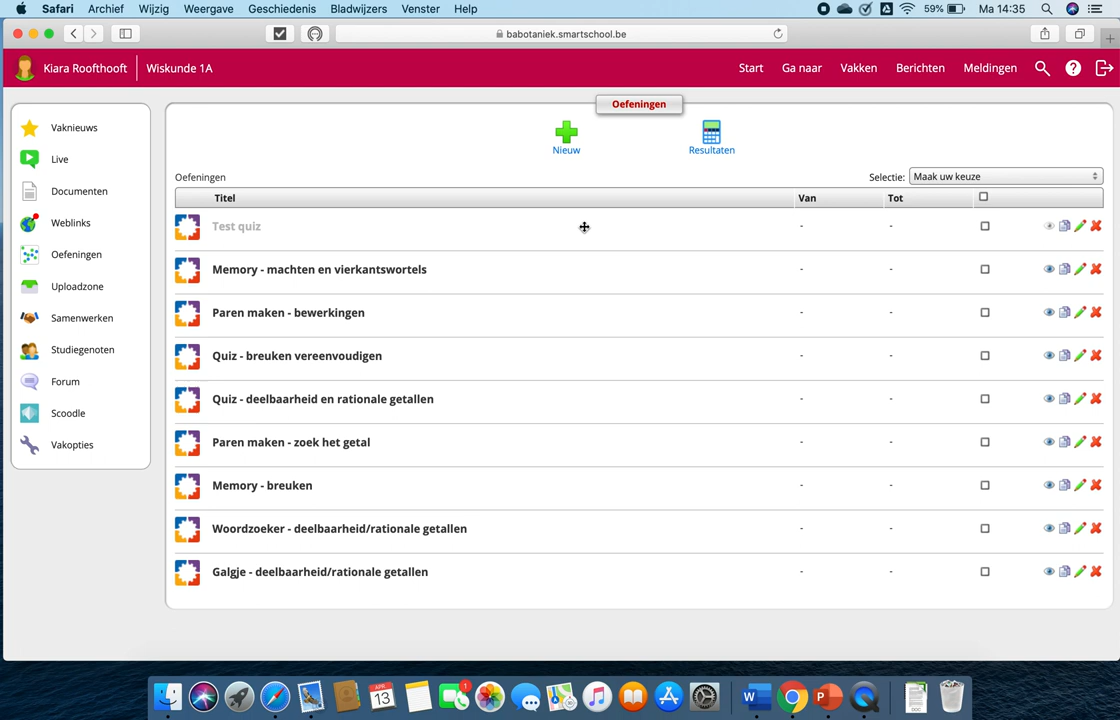 Safari Archief Wijzig Weergave Geschiedenis Bladwijzers Venster Help 59% Ma 14:35
babotaniek.smartschool.be
Kiara Roofthooft Wiskunde 1A Start Ga naar Vakken Berichten Meldingen
Oefeningen
Vaknieuws
Live
Documenten
Weblinks
Oefeningen
Uploadzone
Samenwerken
Studiegenoten
Forum
Scoodle
Vakopties
Nieuw Resultaten
Oefeningen Selectie: Maak uw keuze
Titel Van Tot
Test quiz - -
Memory - machten en vierkantswortels - -
Paren maken - bewerkingen - -
Quiz - breuken vereenvoudigen - -
Quiz - deelbaarheid en rationale getallen - -
Paren maken - zoek het getal - -
Memory - breuken - -
Woordzoeker - deelbaarheid/rationale getallen - -
Galgje - deelbaarheid/rationale getallen - -
APR
13
1